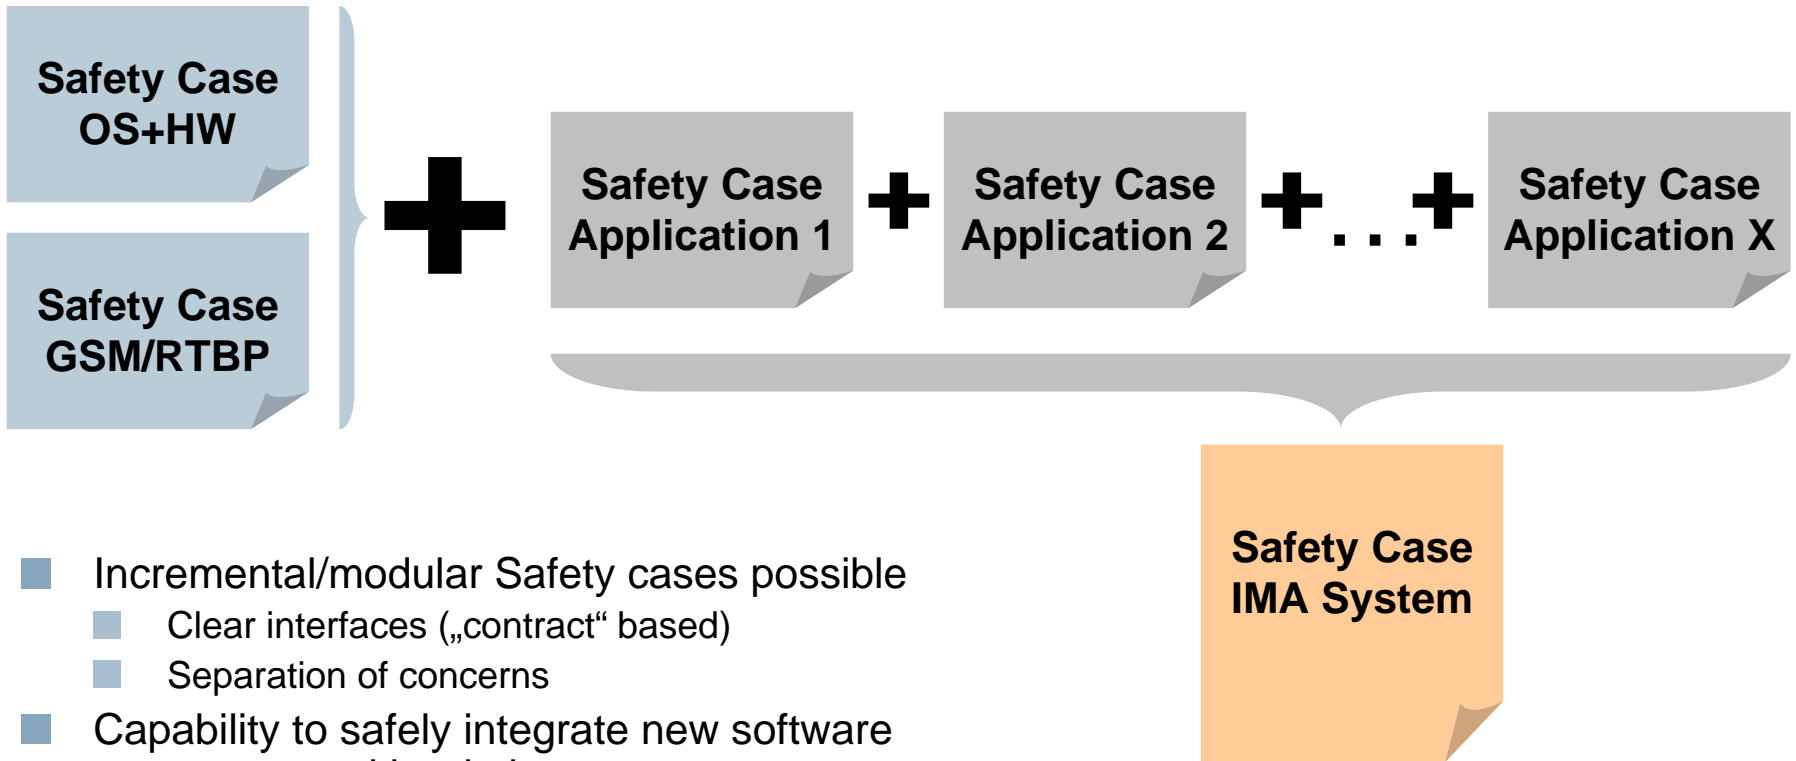 Safety Case
OS+HW
Safety Case
GSM/RTBP
+
Safety Case
Application 1
+
Safety Case
Application 2
+...+
Safety Case
Application X
Safety Case
IMA System
Incremental/modular Safety cases possible
Clear interfaces („contract“ based)
Separation of concerns
Capability to safely integrate new software